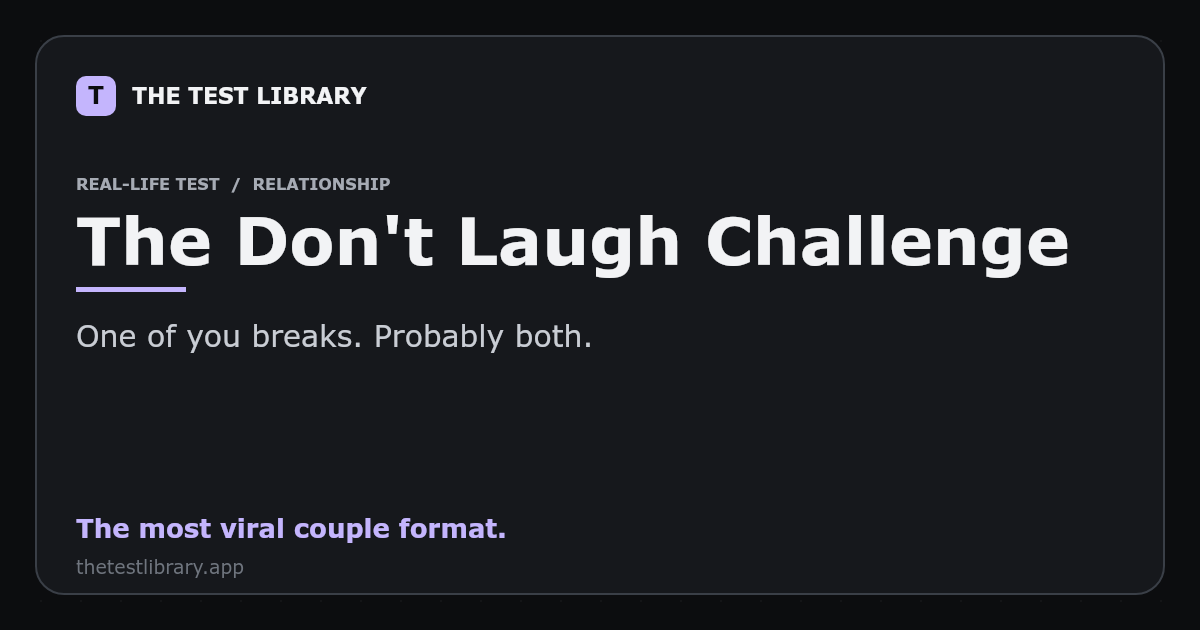 T THE TEST LIBRARY
REAL-LIFE TEST / RELATIONSHIP
The Don't Laugh Challenge
One of you breaks. Probably both.
The most viral couple format.
thetestlibrary.app